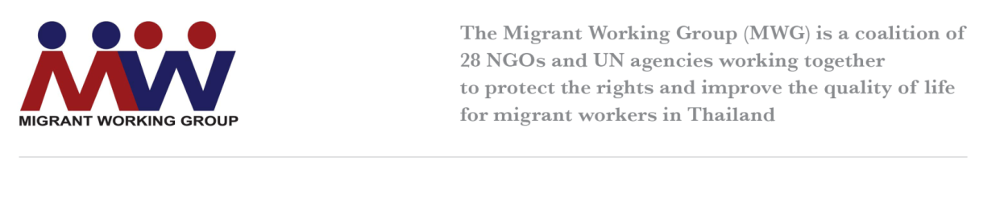 MW
MIGRANT WORKING GROUP
The Migrant Working Group (MWG) is a coalition of
28 NGOs and UN agencies working together
to protect the rights and improve the quality of life
for migrant workers in Thailand